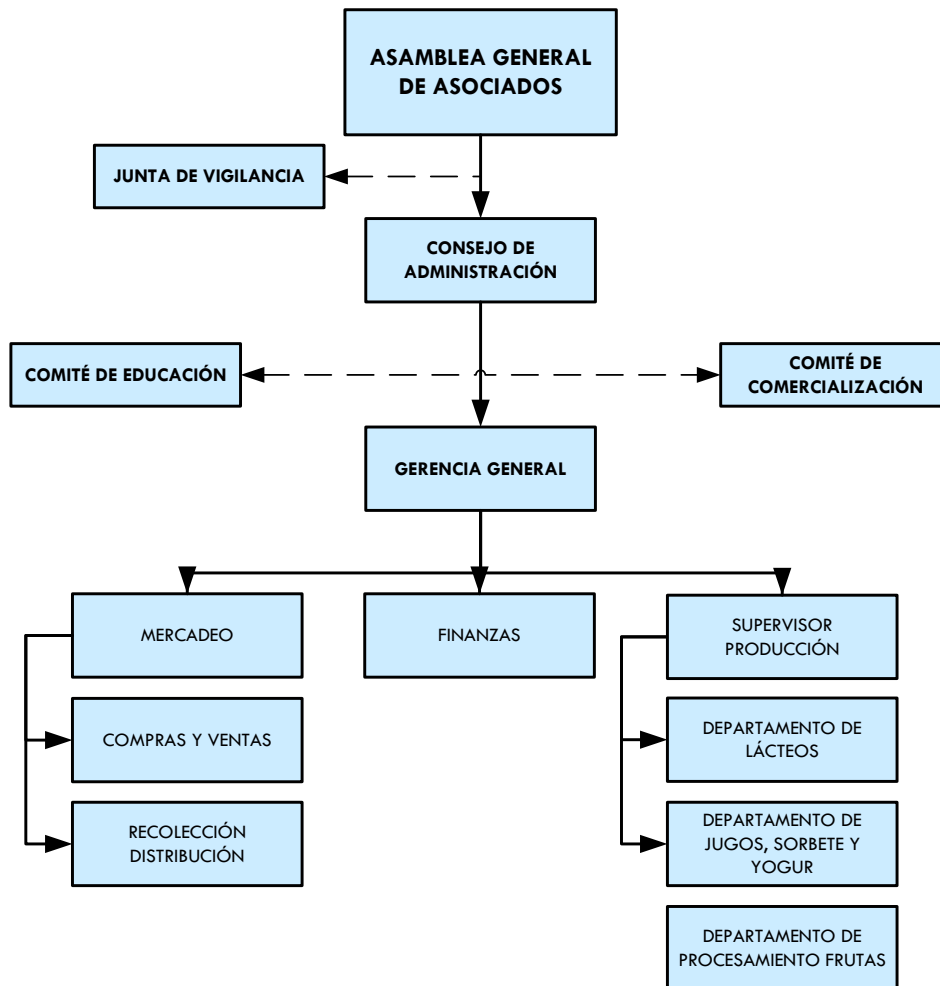 ASAMBLEA GENERAL
DE ASOCIADOS
JUNTA DE VIGILANCIA
CONSEJO DE
ADMINISTRACIÓN
COMITÉ DE EDUCACIÓN
COMITÉ DE
COMERCIALIZACIÓN
GERENCIA GENERAL
MERCADEO
FINANZAS
SUPERVISOR
PRODUCCIÓN
COMPRAS Y VENTAS
DEPARTAMENTO DE
LÁCTEOS
RECOLECCIÓN
DISTRIBUCIÓN
DEPARTAMENTO DE
JUGOS, SORBETE Y
YOGUR
DEPARTAMENTO DE
PROCESAMIENTO FRUTAS